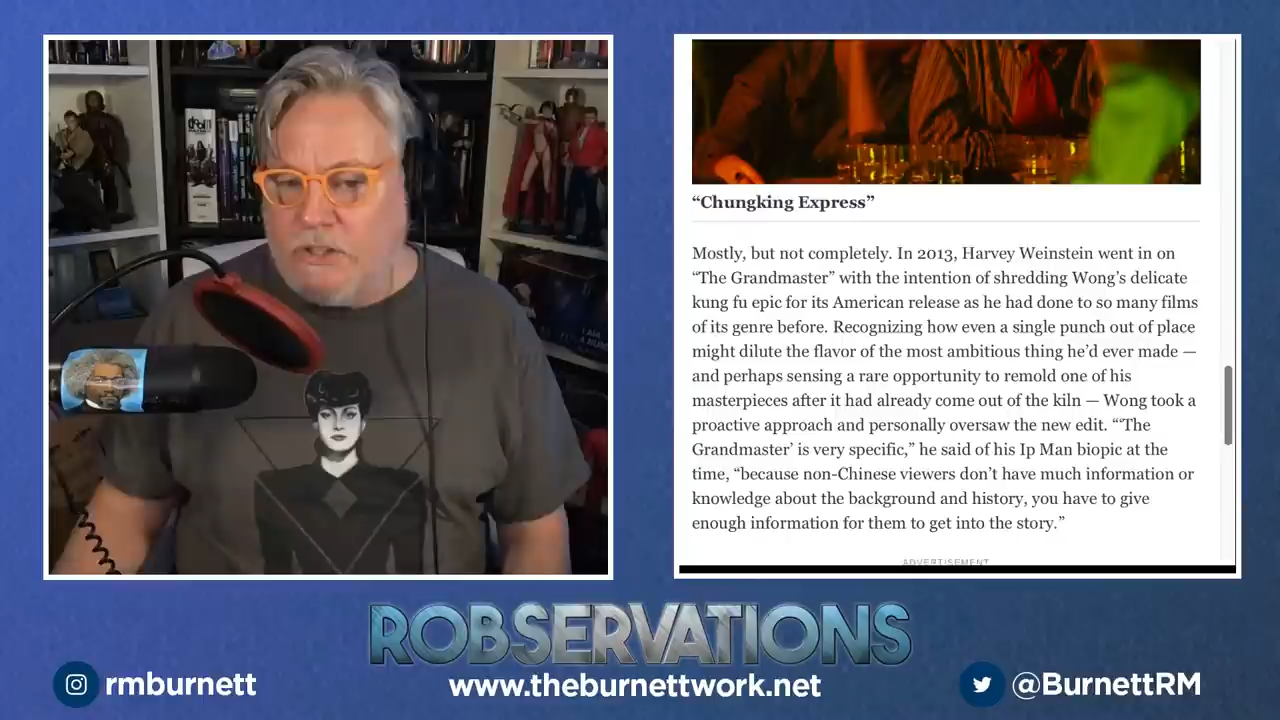 “Chungking Express”
Mostly, but not completely. In 2013, Harvey Weinstein went in on
“The Grandmaster” with the intention of shredding Wong’s delicate
kung fu epic for its American release as he had done to so many films
of its genre before. Recognizing how even a single punch out of place
might dilute the flavor of the most ambitious thing he’d ever made —
and perhaps sensing a rare opportunity to remold one of his
masterpieces after it had already come out of the kiln — Wong took a
proactive approach and personally oversaw the new edit. “‘The
Grandmaster’ is very specific,” he said of his Ip Man biopic at the
time, “because non-Chinese viewers don’t have much information or
knowledge about the background and history, you have to give
enough information for them to get into the story.”
ADVERTISEMENT
ROBSERVATIONS
rmburnett
www.theburnettwork.net
@BurnettRM